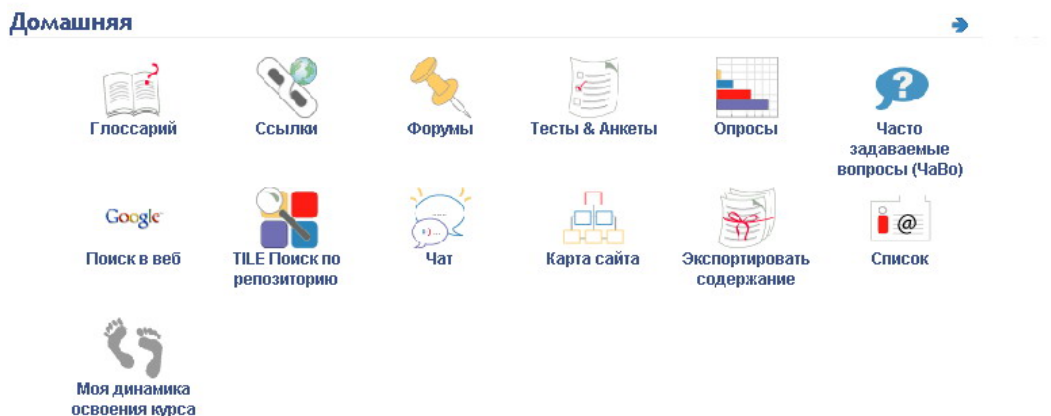 Домашняя
Глоссарий
Ссылки
Форумы
Тесты & Анкеты
Опросы
Часто
задаваемые
вопросы (ЧаВо)
Google
Поиск в веб
TILE Поиск по
репозиторию
Чат
Карта сайта
Экспортировать
содержание
@
Список
Моя динамика
освоения курса